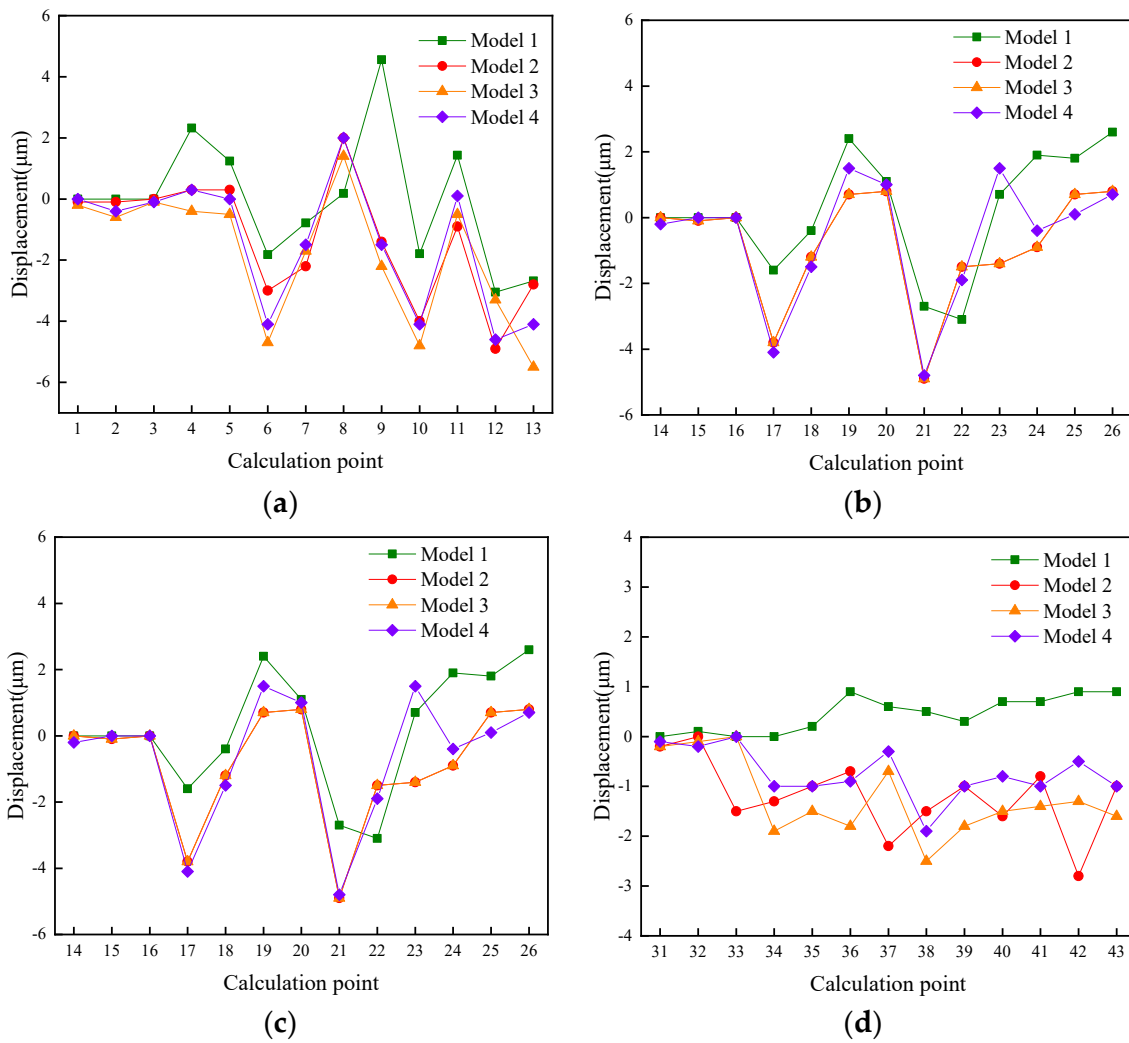 6
4
2
0
-2
-4
-6
Displacement(μm)
Model 1
Model 2
Model 3
Model 4
1 2 3 4 5 6 7 8 9 10 11 12 13
Calculation point
(a)
6
4
2
0
-2
-4
-6
Displacement(μm)
Model 1
Model 2
Model 3
Model 4
14 15 16 17 18 19 20 21 22 23 24 25 26
Calculation point
(b)
6
4
2
0
-2
-4
-6
Displacement(μm)
Model 1
Model 2
Model 3
Model 4
14 15 16 17 18 19 20 21 22 23 24 25 26
Calculation point
(c)
4
3
2
1
0
-1
-2
-3
-4
Displacement(μm)
Model 1
Model 2
Model 3
Model 4
31 32 33 34 35 36 37 38 39 40 41 42 43
Calculation point
(d)